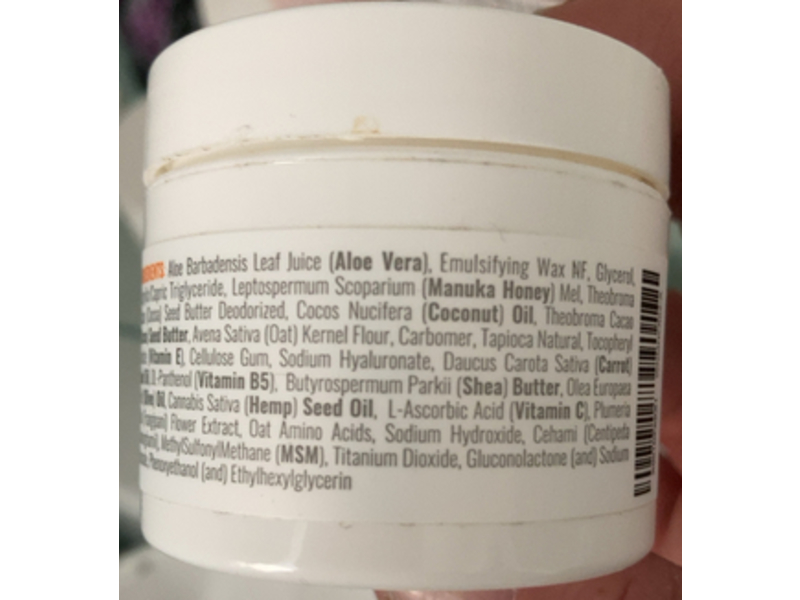 Aloe Barbadensis Leaf Juice (Aloe Vera), Emulsifying Wax NF, Glycerol,
Triglyceride, Leptospermum Scoparium (Manuka Honey) Mel, Theobroma
Seed Butter Deodorized, Cocos Nucifera (Coconut) Oil, Theobroma Cacao
Seed Butter, Avena Sativa (Oat) Kernel Flour, Carbomer, Tapioca Natural, Tocopheryl
Vitamin E), Cellulose Gum, Sodium Hyaluronate, Daucus Carota Sativa (Carrot)
D-Panthenol (Vitamin B5), Butyrospermum Parkii (Shea) Butter, Olea Europaea
Oil, Cannabis Sativa (Hemp) Seed Oil, L-Ascorbic Acid (Vitamin C), Plumeria
Flower Extract, Oat Amino Acids, Sodium Hydroxide, Cehami (Centipeda
MethylSulfonylMethane (MSM), Titanium Dioxide, Gluconolactone (and) Sodium
Phenoxyethanol (and) Ethylhexylglycerin